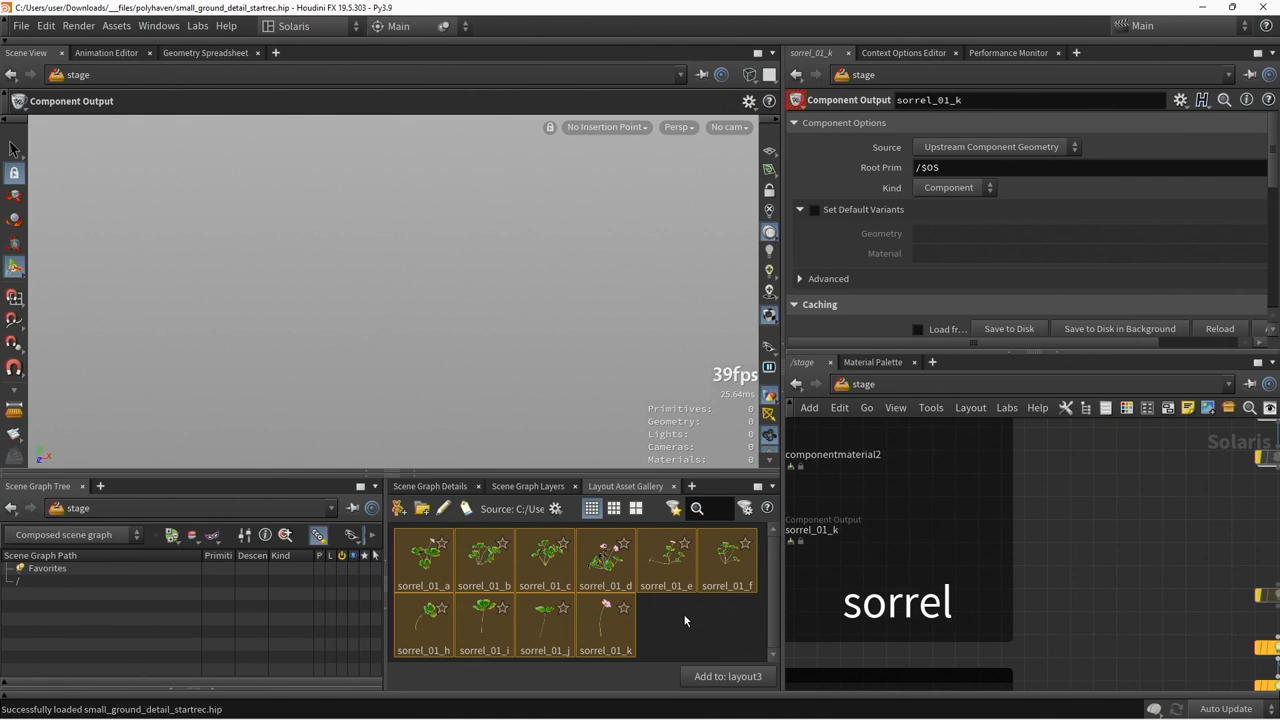 C:/Users/user/Downloads/__files/polyhaven/small_ground_detail_startrec.hip - Houdini FX 19.5.303 - Py3.9
File Edit Render Assets Windows Labs Help Solaris Main Main
Scene View Animation Editor Geometry Spreadsheet
stage
Component Output
No Insertion Point Persp No cam
39fps
25.64ms
Primitives: 0
Geometry: 0
Lights: 0
Cameras: 0
Materials: 0
Scene Graph Tree
stage
Composed scene graph
Scene Graph Path Primiti Descen Kind P L
Favorites
/
Scene Graph Details Scene Graph Layers Layout Asset Gallery
Source: C:/Use
sorrel_01_a sorrel_01_b sorrel_01_c sorrel_01_d sorrel_01_e sorrel_01_f
sorrel_01_h sorrel_01_i sorrel_01_j sorrel_01_k
Add to: layout3
sorrel_01_k Context Options Editor Performance Monitor
stage
Component Output sorrel_01_k
Component Options
Source Upstream Component Geometry
Root Prim /$OS
Kind Component
Set Default Variants
Geometry
Material
Advanced
Caching
Load fr... Save to Disk Save to Disk in Background Reload
/stage Material Palette
stage
Add Edit Go View Tools Layout Labs Help
Solaris
componentmaterial2
Component Output
sorrel_01_k
sorrel
Successfully loaded small_ground_detail_startrec.hip
Auto Update